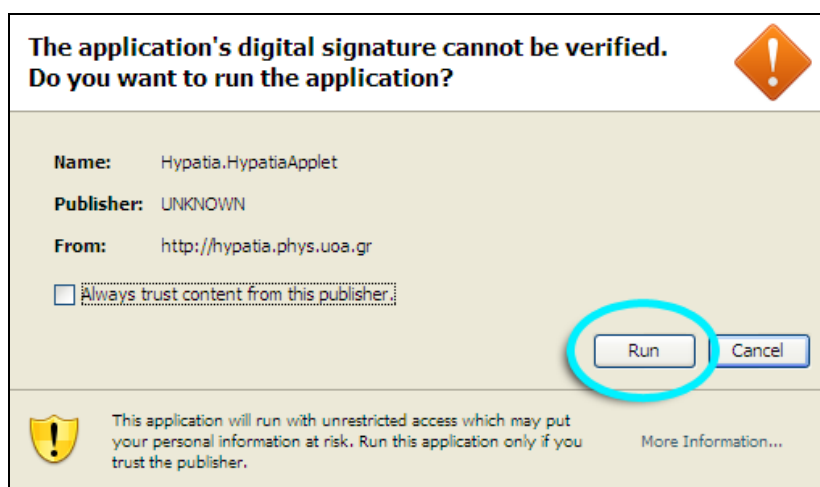 The application's digital signature cannot be verified.
Do you want to run the application?
Name: Hypatia.HypatiaApplet
Publisher: UNKNOWN
From: http://hypatia.phys.uoa.gr
Always trust content from this publisher.
Run Cancel
This application will run with unrestricted access which may put
your personal information at risk. Run this application only if you
trust the publisher.
More Information...